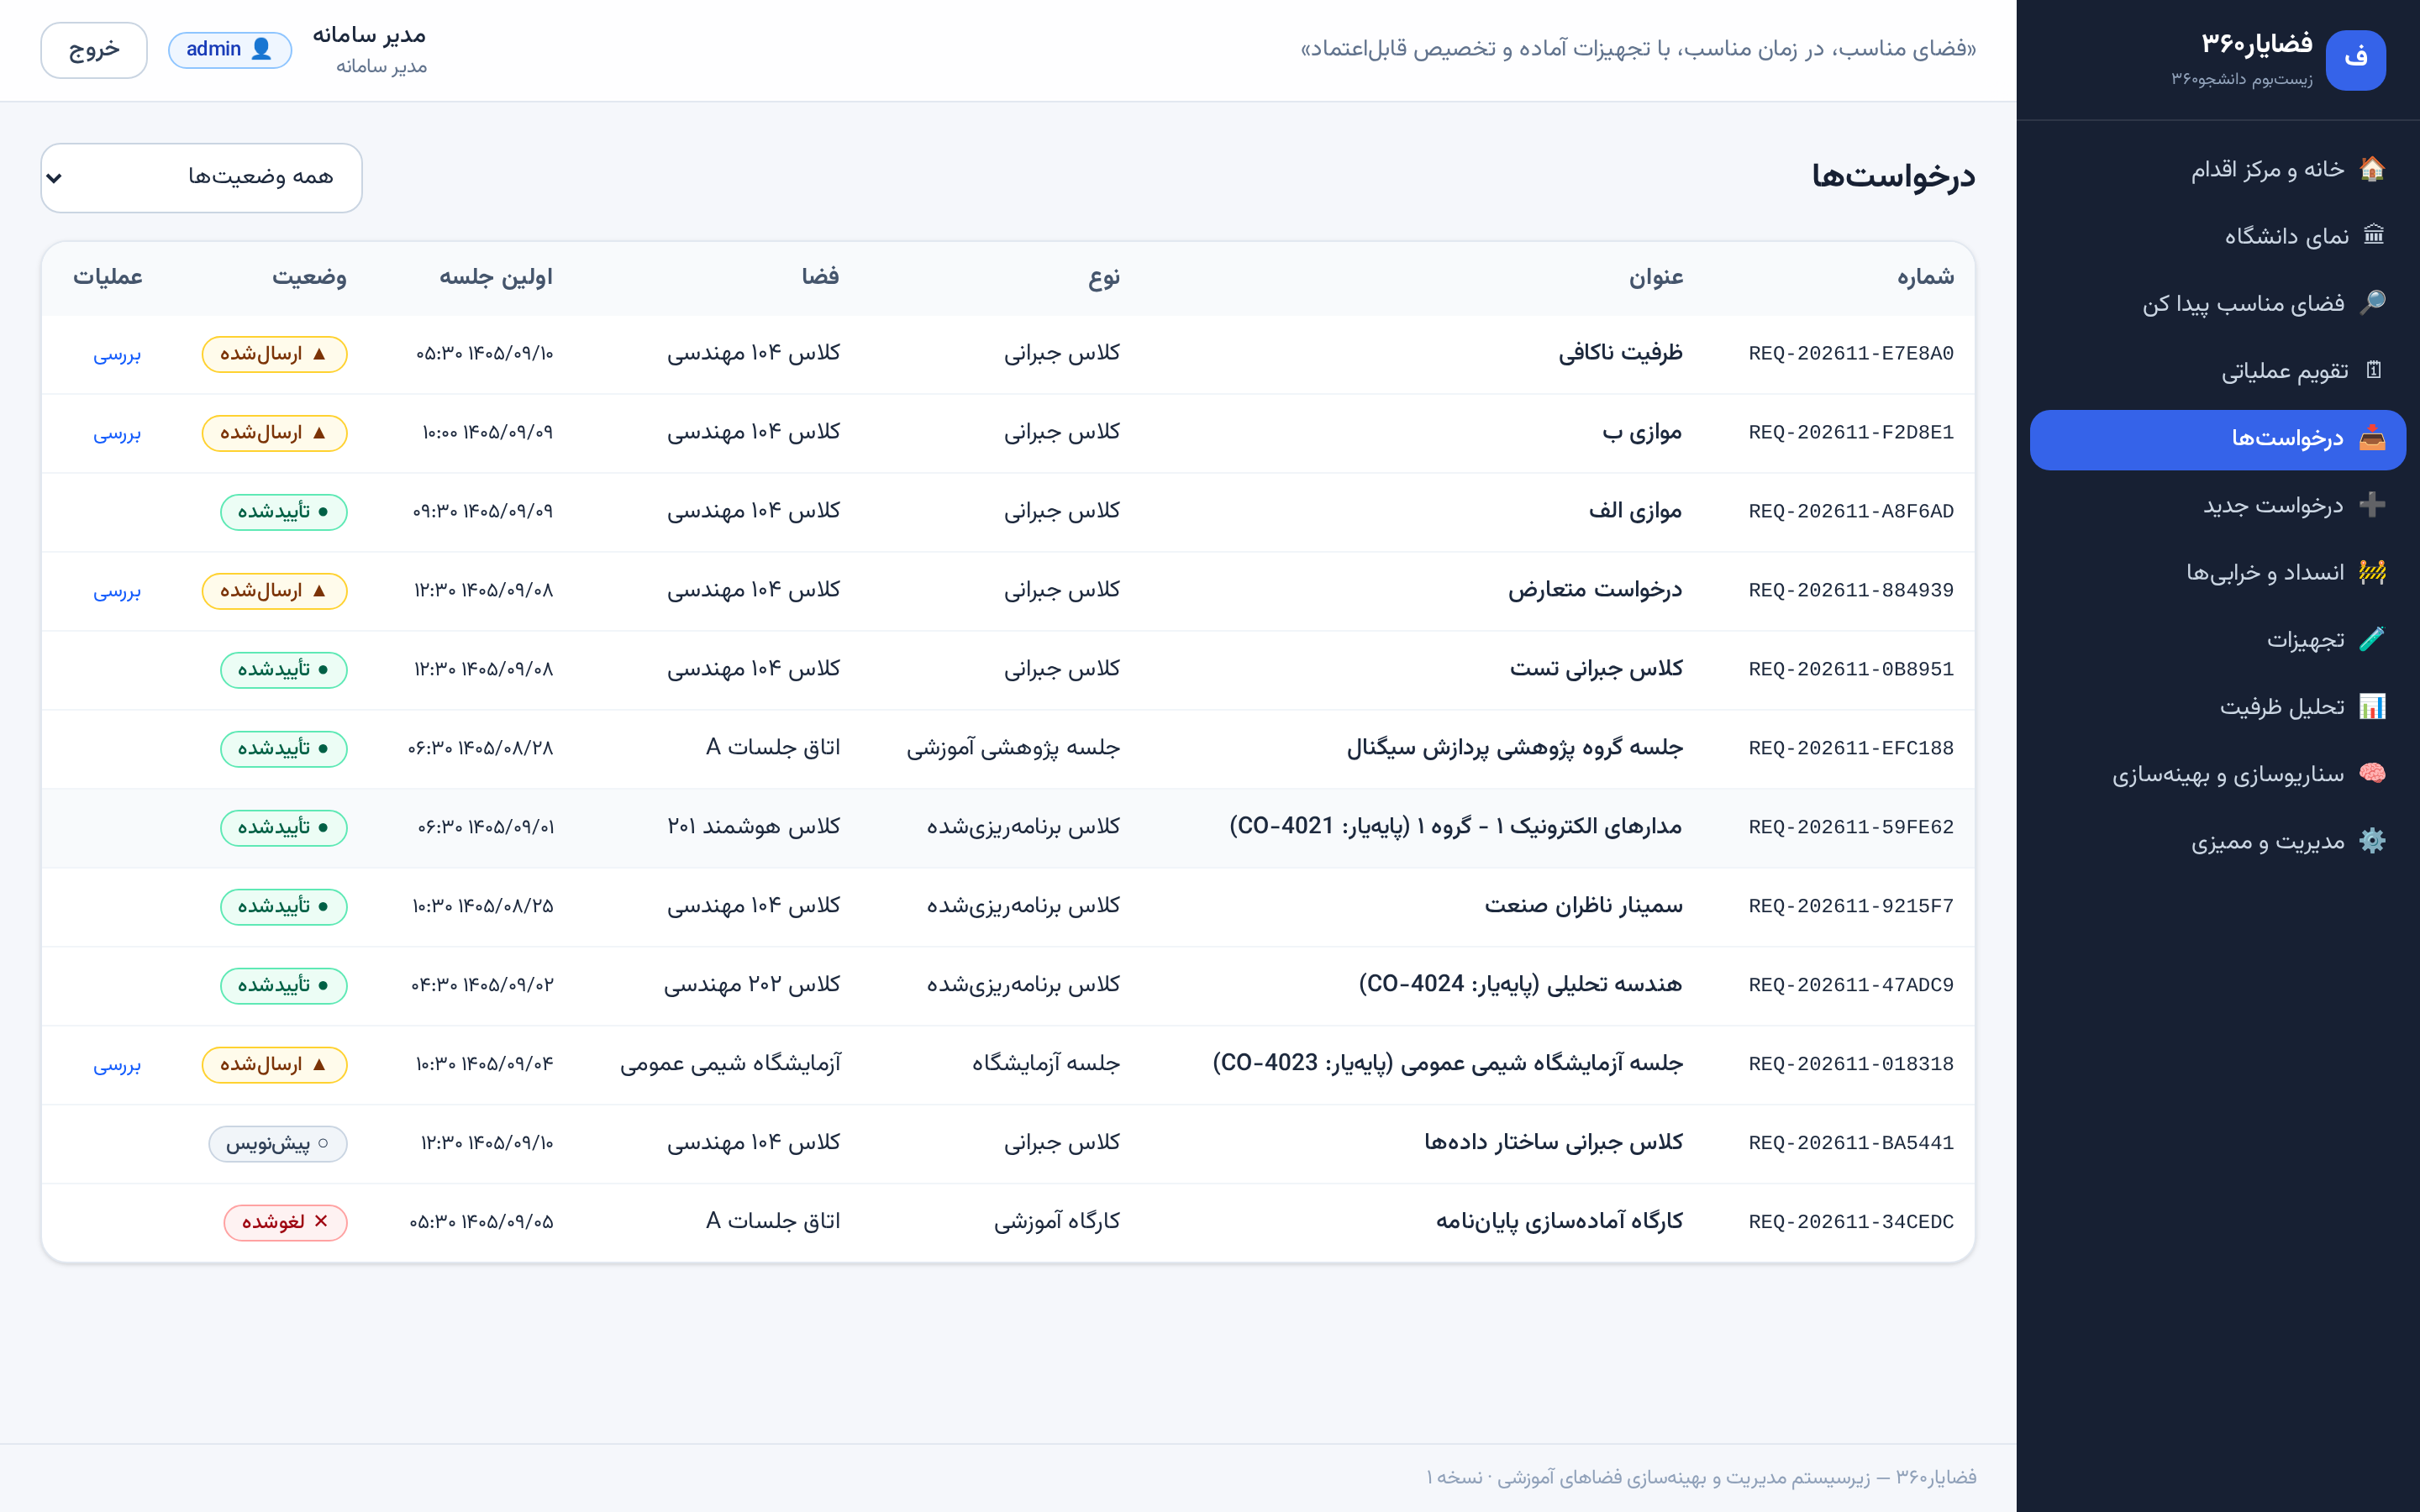 ف
فضایار۳۶۰
زیست‌بوم دانشجو۳۶۰
خانه و مرکز اقدام
نمای دانشگاه
فضای مناسب پیدا کن
تقویم عملیاتی
درخواست‌ها
درخواست جدید
انسداد و خرابی‌ها
تجهیزات
تحلیل ظرفیت
سناریوسازی و بهینه‌سازی
مدیریت و ممیزی
«فضای مناسب، در زمان مناسب، با تجهیزات آماده و تخصیص قابل‌اعتماد»
مدیر سامانه
مدیر سامانه
admin
خروج
درخواست‌ها
همه وضعیت‌ها
شماره عنوان نوع فضا اولین جلسه وضعیت عملیات
REQ-202611-E7E8A0 ظرفیت ناکافی کلاس جبرانی کلاس ۱۰۴ مهندسی ۱۴۰۵/۰۹/۱۰ ۰۵:۳۰ ▲ ارسال‌شده بررسی
REQ-202611-F2D8E1 موازی ب کلاس جبرانی کلاس ۱۰۴ مهندسی ۱۴۰۵/۰۹/۰۹ ۱۰:۰۰ ▲ ارسال‌شده بررسی
REQ-202611-A8F6AD موازی الف کلاس جبرانی کلاس ۱۰۴ مهندسی ۱۴۰۵/۰۹/۰۹ ۰۹:۳۰ ● تأییدشده
REQ-202611-884939 درخواست متعارض کلاس جبرانی کلاس ۱۰۴ مهندسی ۱۴۰۵/۰۹/۰۸ ۱۲:۳۰ ▲ ارسال‌شده بررسی
REQ-202611-0B8951 کلاس جبرانی تست کلاس جبرانی کلاس ۱۰۴ مهندسی ۱۴۰۵/۰۹/۰۸ ۱۲:۳۰ ● تأییدشده
REQ-202611-EFC188 جلسه گروه پژوهشی پردازش سیگنال جلسه پژوهشی آموزشی اتاق جلسات A ۱۴۰۵/۰۸/۲۸ ۰۶:۳۰ ● تأییدشده
REQ-202611-59FE62 مدارهای الکترونیک ۱ - گروه ۱ (پایه‌یار: CO-4021) کلاس برنامه‌ریزی‌شده کلاس هوشمند ۲۰۱ ۱۴۰۵/۰۹/۰۱ ۰۶:۳۰ ● تأییدشده
REQ-202611-9215F7 سمینار ناظران صنعت کلاس برنامه‌ریزی‌شده کلاس ۱۰۴ مهندسی ۱۴۰۵/۰۸/۲۵ ۱۰:۳۰ ● تأییدشده
REQ-202611-47ADC9 هندسه تحلیلی (پایه‌یار: CO-4024) کلاس برنامه‌ریزی‌شده کلاس ۲۰۲ مهندسی ۱۴۰۵/۰۹/۰۲ ۰۴:۳۰ ● تأییدشده
REQ-202611-018318 جلسه آزمایشگاه شیمی عمومی (پایه‌یار: CO-4023) جلسه آزمایشگاه آزمایشگاه شیمی عمومی ۱۴۰۵/۰۹/۰۴ ۱۰:۳۰ ▲ ارسال‌شده بررسی
REQ-202611-BA5441 کلاس جبرانی ساختار داده‌ها کلاس جبرانی کلاس ۱۰۴ مهندسی ۱۴۰۵/۰۹/۱۰ ۱۲:۳۰ ○ پیش‌نویس
REQ-202611-34CEDC کارگاه آماده‌سازی پایان‌نامه کارگاه آموزشی اتاق جلسات A ۱۴۰۵/۰۹/۰۵ ۰۵:۳۰ ✕ لغوشده
فضایار۳۶۰ — زیرسیستم مدیریت و بهینه‌سازی فضاهای آموزشی · نسخه ۱